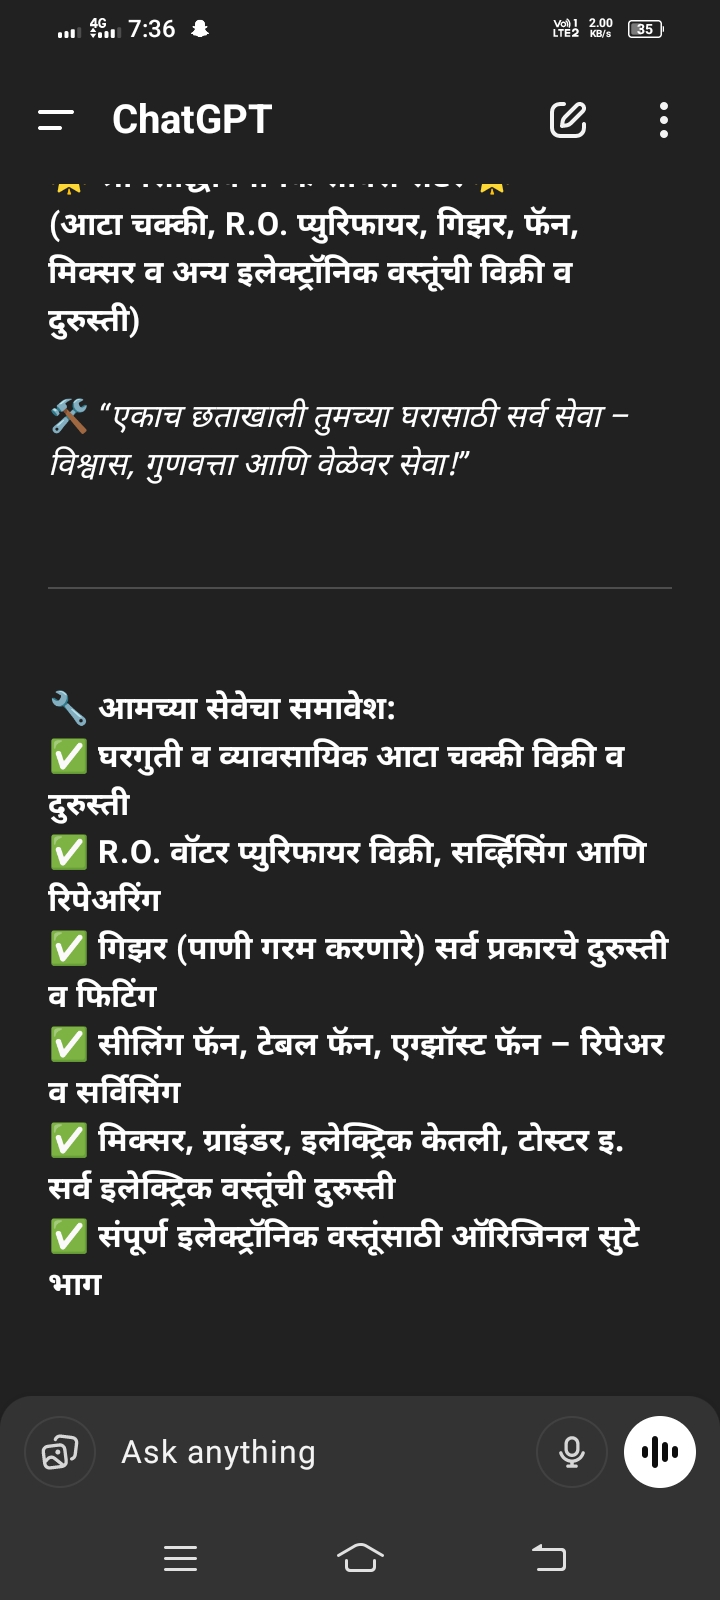 4G 7:36 Vo) 1 LTE2 2.00 KB/s 35
ChatGPT
(आटा चक्की, R.O. प्युरिफायर, गिझर, फॅन,
मिक्सर व अन्य इलेक्ट्रॉनिक वस्तूंची विक्री व
दुरुस्ती)
🛠️ “एकाच छताखाली तुमच्या घरासाठी सर्व सेवा –
विश्वास, गुणवत्ता आणि वेळेवर सेवा!”
🔧 आमच्या सेवेचा समावेश:
✅ घरगुती व व्यावसायिक आटा चक्की विक्री व
दुरुस्ती
✅ R.O. वॉटर प्युरिफायर विक्री, सर्व्हिसिंग आणि
रिपेअरिंग
✅ गिझर (पाणी गरम करणारे) सर्व प्रकारचे दुरुस्ती
व फिटिंग
✅ सीलिंग फॅन, टेबल फॅन, एग्झॉस्ट फॅन – रिपेअर
व सर्विसिंग
✅ मिक्सर, ग्राइंडर, इलेक्ट्रिक केतली, टोस्टर इ.
सर्व इलेक्ट्रिक वस्तूंची दुरुस्ती
✅ संपूर्ण इलेक्ट्रॉनिक वस्तूंसाठी ऑरिजिनल सुटे
भाग
Ask anything